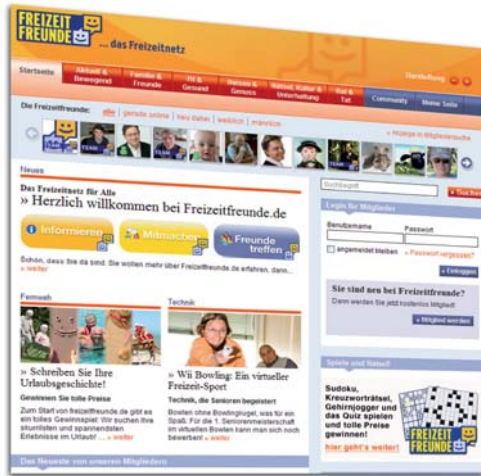 FREIZEIT
FREUNDE
... das Freizeitnetz
Darstellung
Startseite
Aktuell &
Bewegend
Familie &
Freunde
Fit &
Gesund
Reisen &
Genuss
Rätsel, Kultur &
Unterhaltung
Rat &
Tat
Community
Meine Seite
Die Freizeitfreunde: alle | gerade online | neu dabei | weiblich | männlich
» Anzeige in Mitgliedersuche
TEAM
TEAM
Suchbegriff
» Suchen
Neues
Das Freizeitnetz für Alle
» Herzlich willkommen bei Freizeitfreunde.de
Informieren
Mitmachen
Freunde
treffen
Schön, dass Sie da sind. Sie wollen mehr über Freizeitfreunde.de erfahren, dann...
» weiter
Login für Mitglieder
Benutzername
Passwort
angemeldet bleiben
» Passwort vergessen?
» Einloggen
Sie sind neu bei Freizeitfreunde?
Dann werden Sie jetzt kostenlos Mitglied!
» Mitglied werden
Fernweh
» Schreiben Sie Ihre
Urlaubsgeschichte!
Gewinnen Sie tolle Preise
Zum Start von freizeitfreunde.de gibt es
ein tolles Gewinnspiel: Wir suchen Ihre
skurrilsten und spannendsten
Erlebnisse im Urlaub! ... » weiter
Technik
» Wii Bowling: Ein virtueller
Freizeit-Sport
Technik, die Senioren begeistert
Bowlen ohne Bowlingkugel, was für ein
Spaß. Für die 1. Seniorenmeisterschaft
im virtuellen Bowlen kann man sich noch
bewerben! » weiter
Spiele und Rätsel!
Sudoku,
Kreuzworträtsel,
Gehirnjogger und
das Quiz spielen
und tolle Preise
gewinnen!
hier geht's weiter!
FREIZEIT
FREUNDE
Das Neueste von unseren Mitgliedern